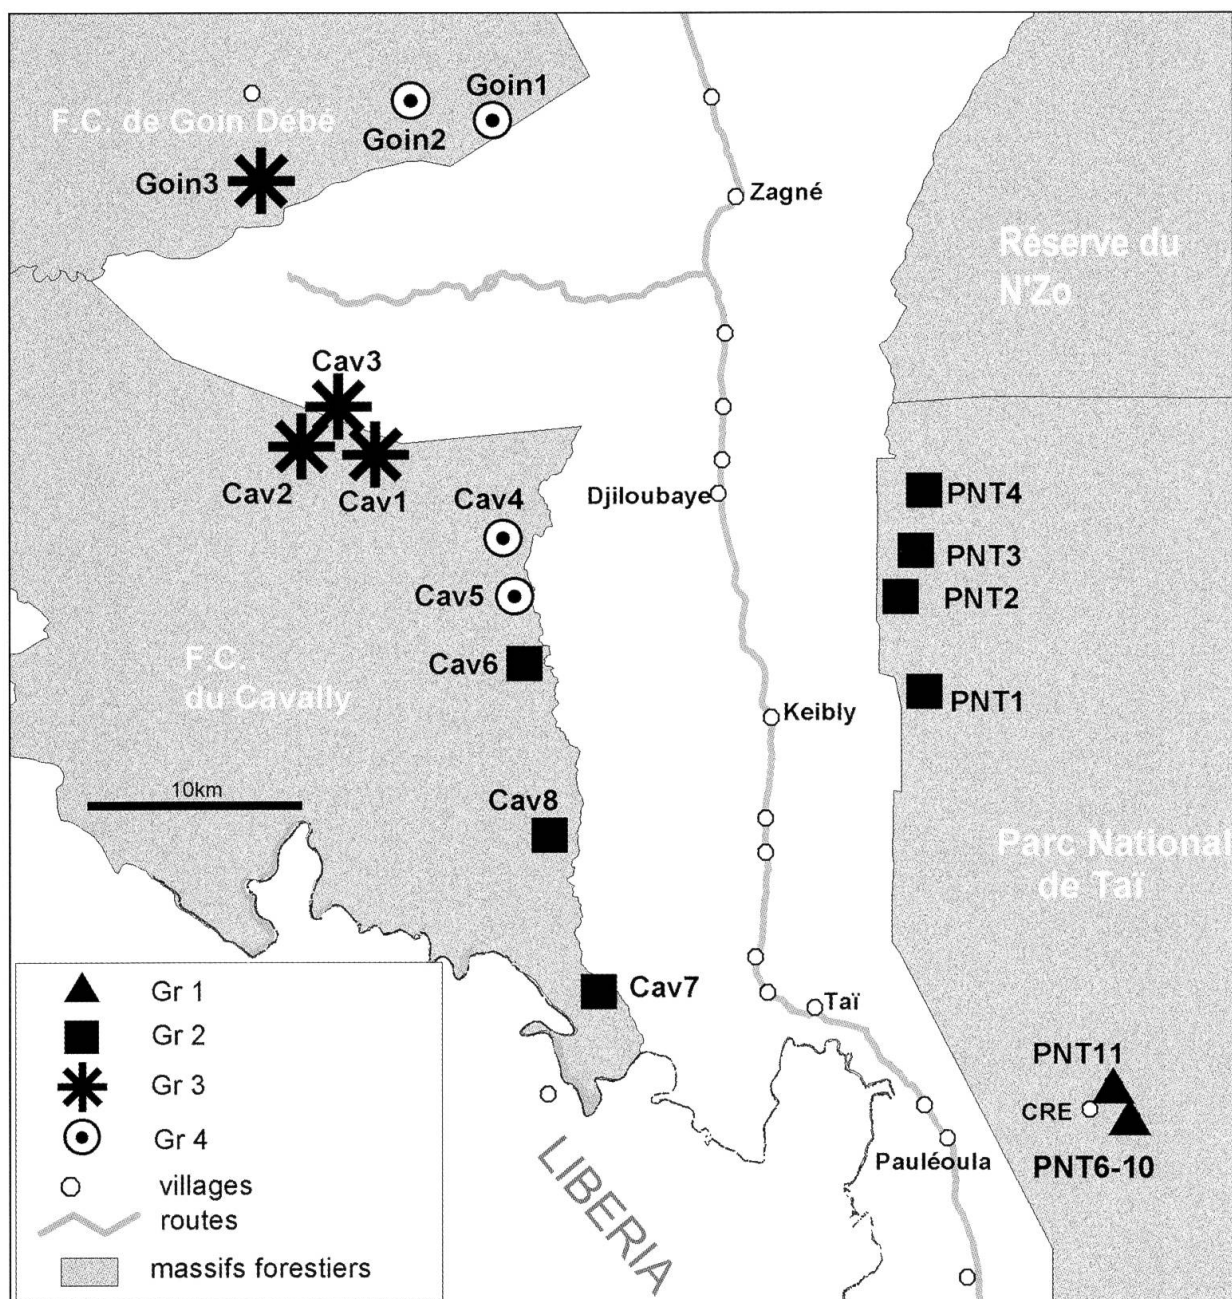 Goin1
F.C. de Goin Débé
Goin2
Goin3
Zagné
Réserve du
N'Zo
Cav3
Cav2
Cav1
Cav4
Djiloubaye
PNT4
PNT3
Cav5
PNT2
F.C.
du Cavally
Cav6
PNT1
Keibly
10km
Cav8
Parc National
de Taï
Cav7
Taï
Gr 1
Gr 2
Gr 3
Gr 4
villages
routes
massifs forestiers
PNT11
CRE
Pauléoula
PNT6-10
LIBERIA